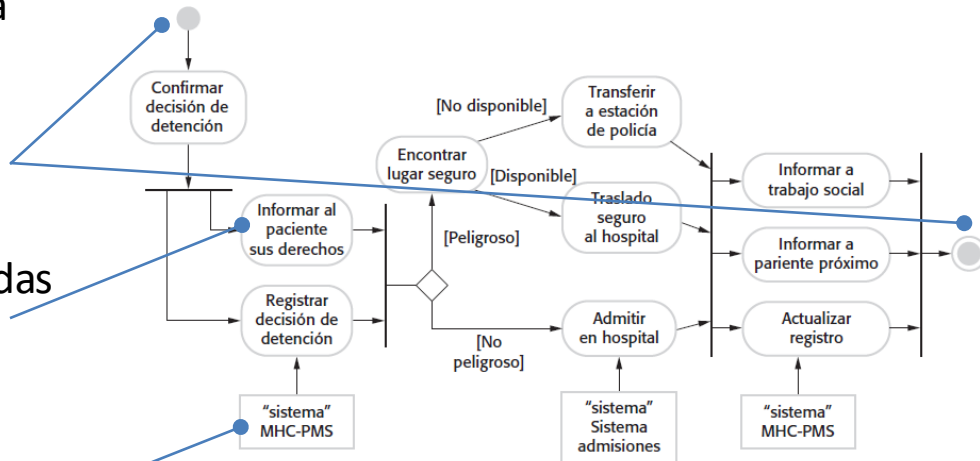 a
Confirmar
decisión de
detención
Informar al
paciente
sus derechos
das
Registrar
decisión de
detención
"sistema"
MHC-PMS
Encontrar
lugar seguro
[Peligroso]
[No
peligroso]
[No disponible]
[Disponible]
Transferir
a estación
de policía
Traslado
seguro
al hospital
Admitir
en hospital
"sistema"
Sistema
admisiones
Informar a
trabajo social
Informar a
pariente próximo
Actualizar
registro
"sistema"
MHC-PMS